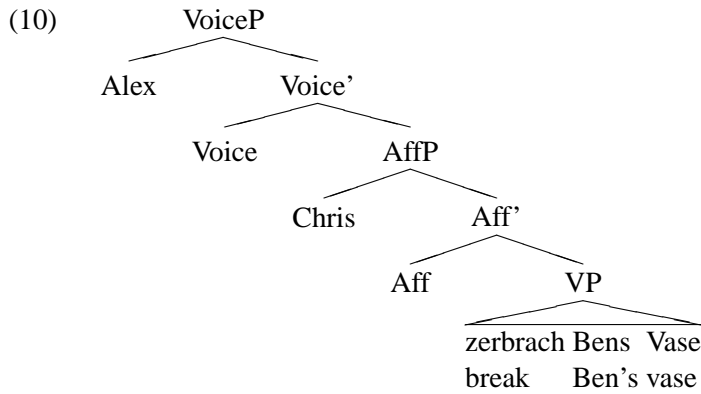 (10) VoiceP
Alex Voice’
Voice AffP
Chris Aff’
Aff VP
zerbrach Bens Vase
break Ben’s vase